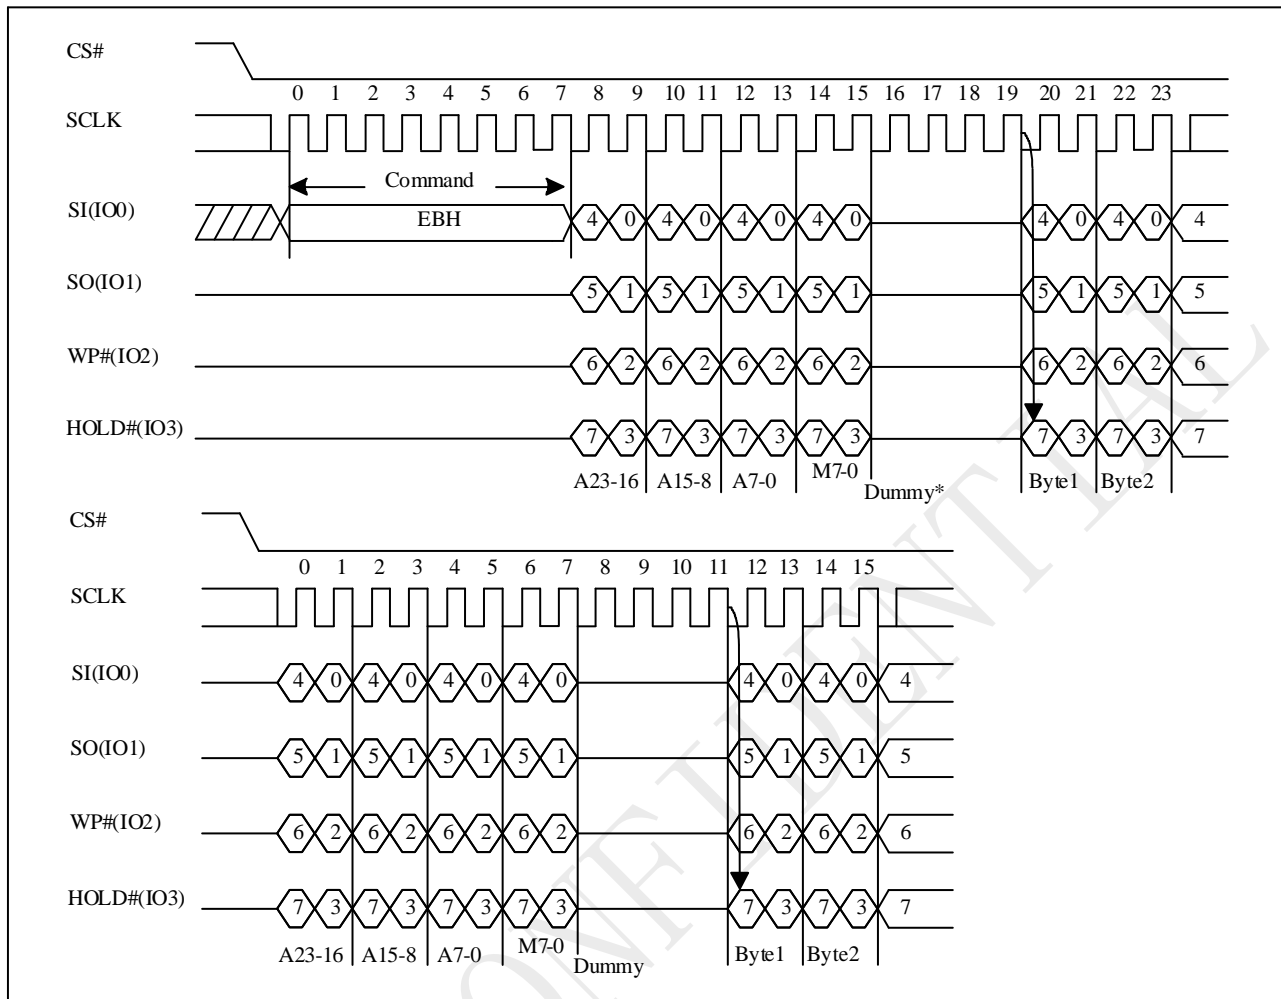 CS#
0 1 2 3 4 5 6 7 8 9 10 11 12 13 14 15 16 17 18 19 20 21 22 23
SCLK
Command
SI(IO0) EBH 4 0 4 0 4 0 4 0 4 0 4 0 4
SO(IO1) 5 1 5 1 5 1 5 1 5 1 5 1 5
WP#(IO2) 6 2 6 2 6 2 6 2 6 2 6 2 6
HOLD#(IO3) 7 3 7 3 7 3 7 3 7 3 7 3 7
A23-16 A15-8 A7-0 M7-0 Dummy* Byte1 Byte2
CS#
0 1 2 3 4 5 6 7 8 9 10 11 12 13 14 15
SCLK
SI(IO0) 4 0 4 0 4 0 4 0 4 0 4 0 4
SO(IO1) 5 1 5 1 5 1 5 1 5 1 5 1 5
WP#(IO2) 6 2 6 2 6 2 6 2 6 2 6 2 6
HOLD#(IO3) 7 3 7 3 7 3 7 3 7 3 7 3 7
A23-16 A15-8 A7-0 M7-0 Dummy Byte1 Byte2
ONFIDENTIAL